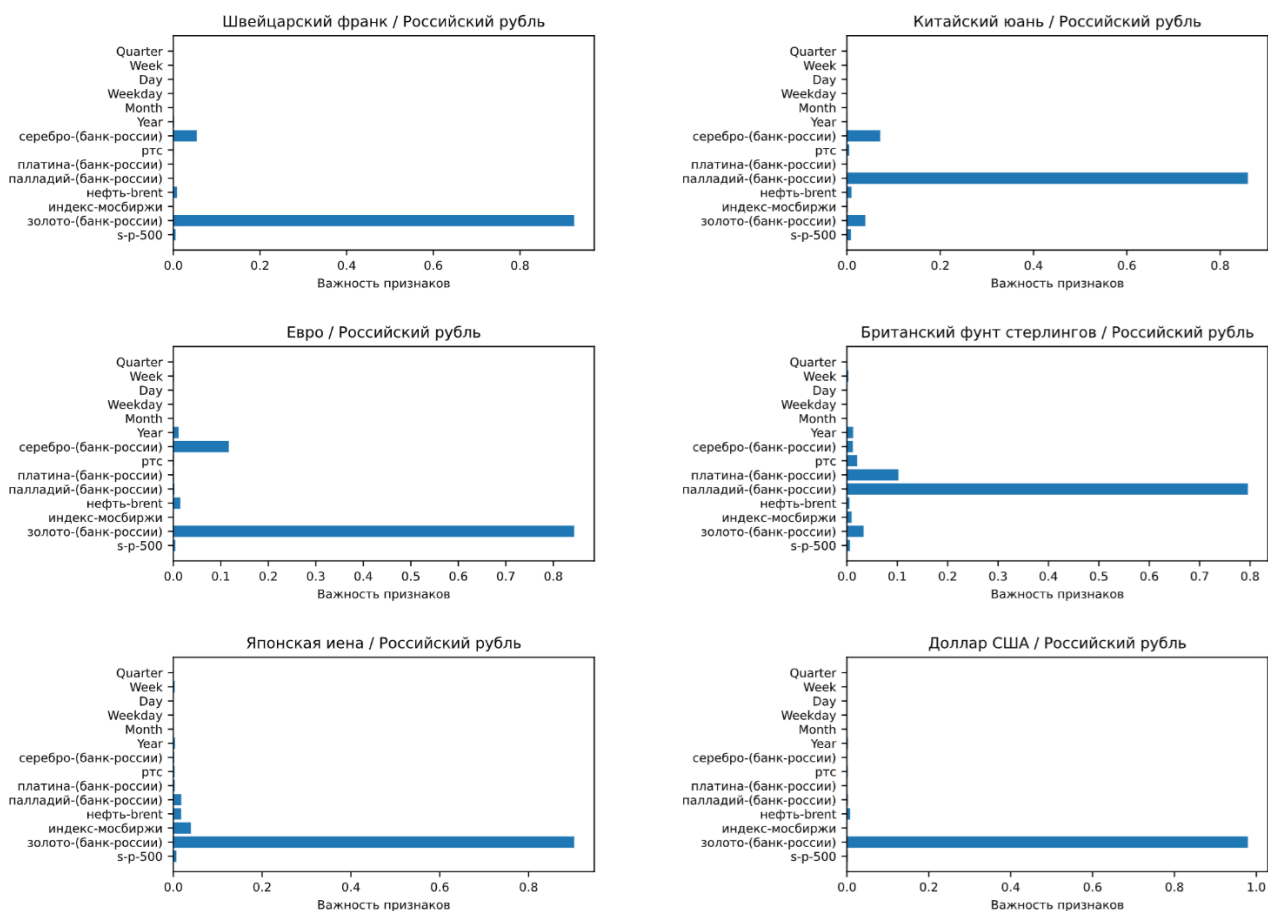 Швейцарский франк / Российский рубль
Quarter
Week
Day
Weekday
Month
Year
серебро-(банк-россии)
ртс
платина-(банк-россии)
палладий-(банк-россии)
нефть-brent
индекс-мосбиржи
золото-(банк-россии)
s-p-500
0.0 0.2 0.4 0.6 0.8
Важность признаков
Китайский юань / Российский рубль
Quarter
Week
Day
Weekday
Month
Year
серебро-(банк-россии)
ртс
платина-(банк-россии)
палладий-(банк-россии)
нефть-brent
индекс-мосбиржи
золото-(банк-россии)
s-p-500
0.0 0.2 0.4 0.6 0.8
Важность признаков
Евро / Российский рубль
Quarter
Week
Day
Weekday
Month
Year
серебро-(банк-россии)
ртс
платина-(банк-россии)
палладий-(банк-россии)
нефть-brent
индекс-мосбиржи
золото-(банк-россии)
s-p-500
0.0 0.1 0.2 0.3 0.4 0.5 0.6 0.7 0.8
Важность признаков
Британский фунт стерлингов / Российский рубль
Quarter
Week
Day
Weekday
Month
Year
серебро-(банк-россии)
ртс
платина-(банк-россии)
палладий-(банк-россии)
нефть-brent
индекс-мосбиржи
золото-(банк-россии)
s-p-500
0.0 0.1 0.2 0.3 0.4 0.5 0.6 0.7 0.8
Важность признаков
Японская иена / Российский рубль
Quarter
Week
Day
Weekday
Month
Year
серебро-(банк-россии)
ртс
платина-(банк-россии)
палладий-(банк-россии)
нефть-brent
индекс-мосбиржи
золото-(банк-россии)
s-p-500
0.0 0.2 0.4 0.6 0.8
Важность признаков
Доллар США / Российский рубль
Quarter
Week
Day
Weekday
Month
Year
серебро-(банк-россии)
ртс
платина-(банк-россии)
палладий-(банк-россии)
нефть-brent
индекс-мосбиржи
золото-(банк-россии)
s-p-500
0.0 0.2 0.4 0.6 0.8 1.0
Важность признаков